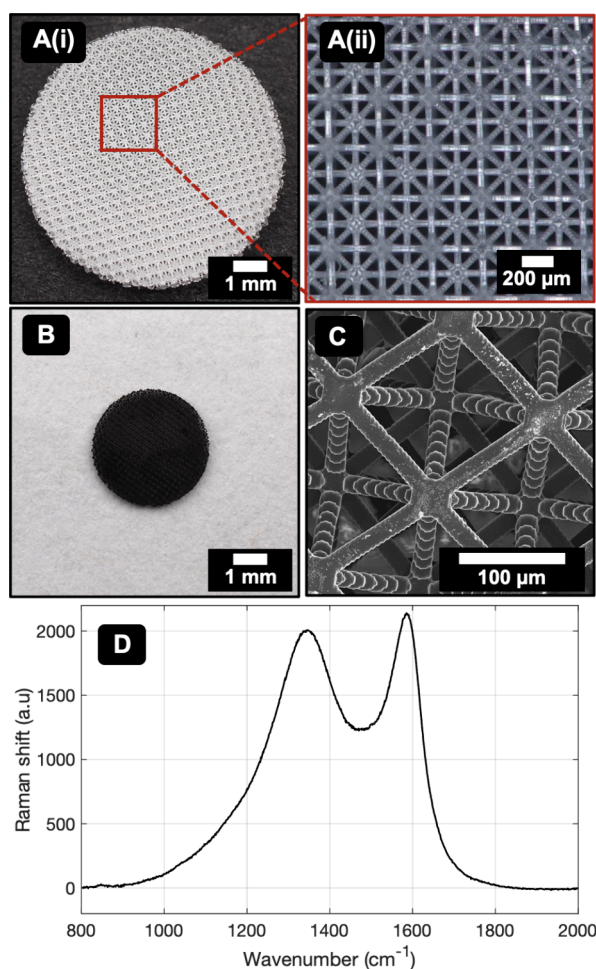 A(i)
A(ii)
1 mm
200 µm
B
C
1 mm
100 µm
D
Raman shift (a.u)
2000
1500
1000
500
0
800 1000 1200 1400 1600 1800 2000
Wavenumber (cm⁻¹)